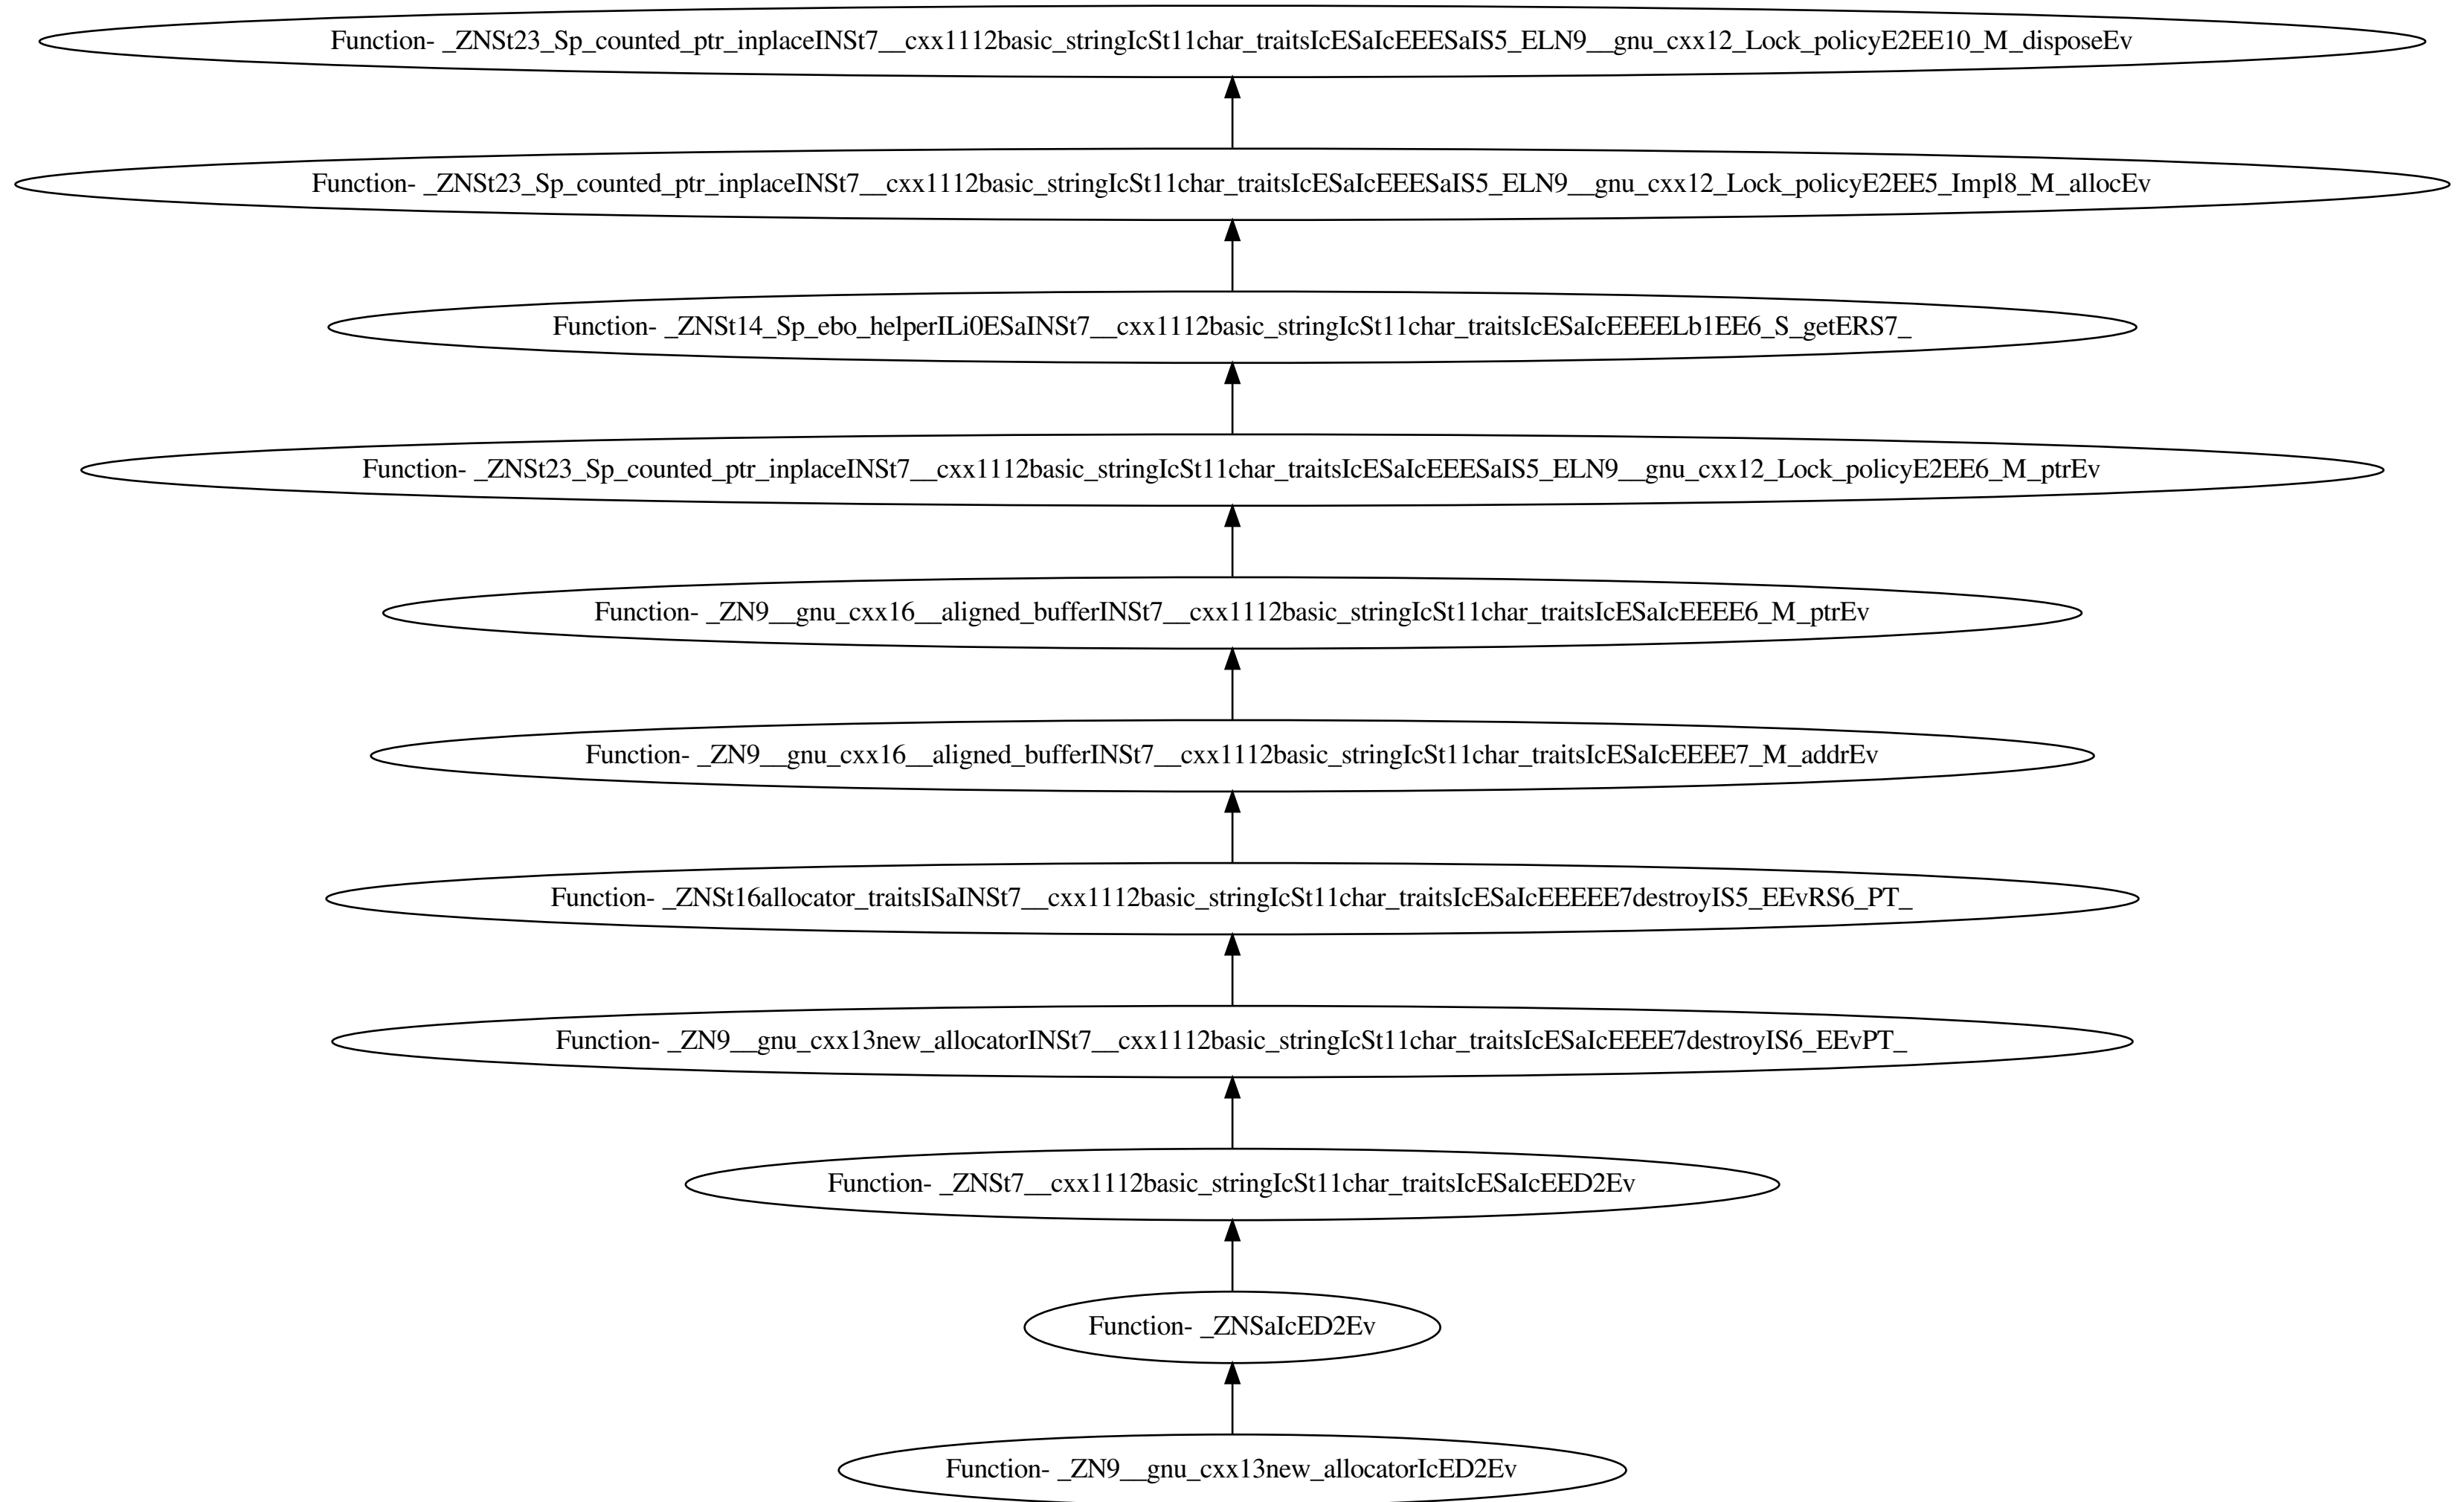 Function- _ZNSt23_Sp_counted_ptr_inplaceINSt7__cxx1112basic_stringIcSt11char_traitsIcESaIcEEESaIS5_ELN9__gnu_cxx12_Lock_policyE2EE10_M_disposeEv
Function- _ZNSt23_Sp_counted_ptr_inplaceINSt7__cxx1112basic_stringIcSt11char_traitsIcESaIcEEESaIS5_ELN9__gnu_cxx12_Lock_policyE2EE5_Impl8_M_allocEv
Function- _ZNSt14_Sp_ebo_helperILi0ESaINSt7__cxx1112basic_stringIcSt11char_traitsIcESaIcEEEELb1EE6_S_getERS7_
Function- _ZNSt23_Sp_counted_ptr_inplaceINSt7__cxx1112basic_stringIcSt11char_traitsIcESaIcEEESaIS5_ELN9__gnu_cxx12_Lock_policyE2EE6_M_ptrEv
Function- _ZN9__gnu_cxx16__aligned_bufferINSt7__cxx1112basic_stringIcSt11char_traitsIcESaIcEEEE6_M_ptrEv
Function- _ZN9__gnu_cxx16__aligned_bufferINSt7__cxx1112basic_stringIcSt11char_traitsIcESaIcEEEE7_M_addrEv
Function- _ZNSt16allocator_traitsISaINSt7__cxx1112basic_stringIcSt11char_traitsIcESaIcEEEEE7destroyIS5_EEvRS6_PT_
Function- _ZN9__gnu_cxx13new_allocatorINSt7__cxx1112basic_stringIcSt11char_traitsIcESaIcEEEE7destroyIS6_EEvPT_
Function- _ZNSt7__cxx1112basic_stringIcSt11char_traitsIcESaIcEED2Ev
Function- _ZNSaIcED2Ev
Function- _ZN9__gnu_cxx13new_allocatorIcED2Ev